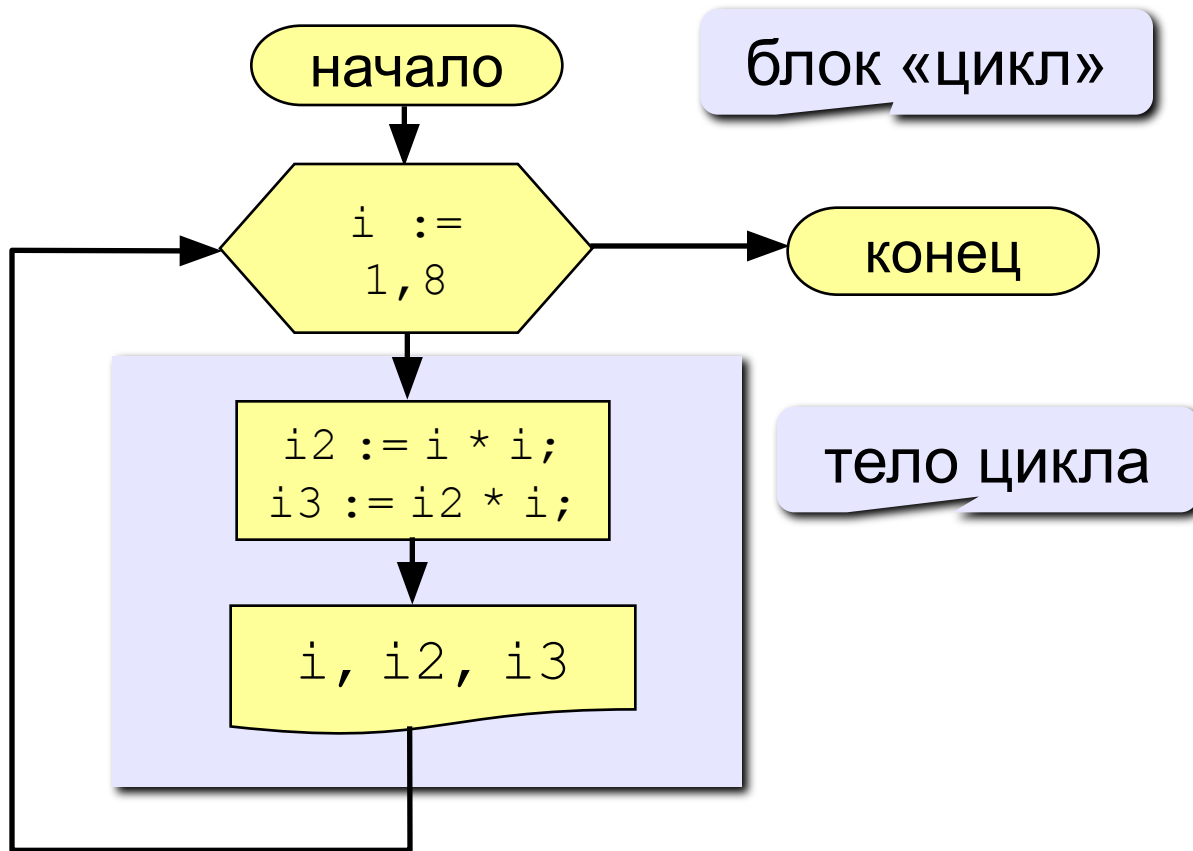 начало
блок «цикл»
i :=
1,8
конец
i2 := i * i;
i3 := i2 * i;
тело цикла
i, i2, i3